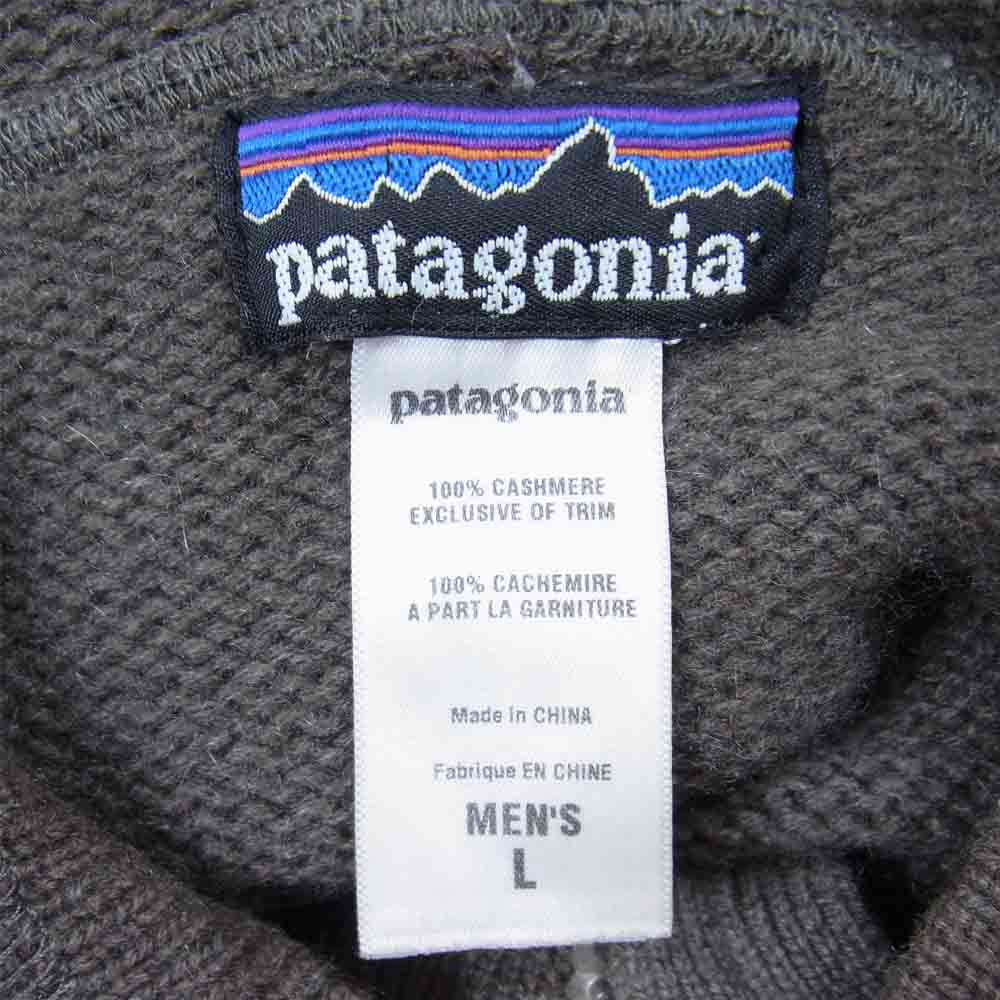 patagonia
patagonia
100% CASHMERE
EXCLUSIVE OF TRIM
100% CACHEMIRE
A PART LA GARNITURE
Made in CHINA
Fabrique EN CHINE
MEN'S
L